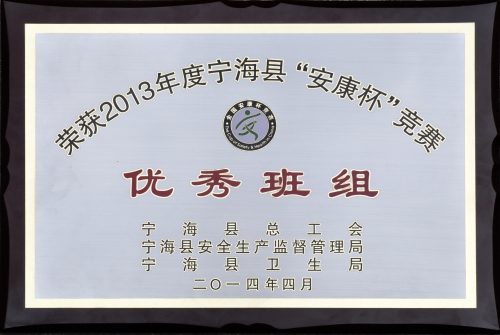 荣获2013年度宁海县“安康杯”竞赛
优秀班组
宁海县总工会
宁海县安全生产监督管理局
宁海县卫生局
二〇一四年四月